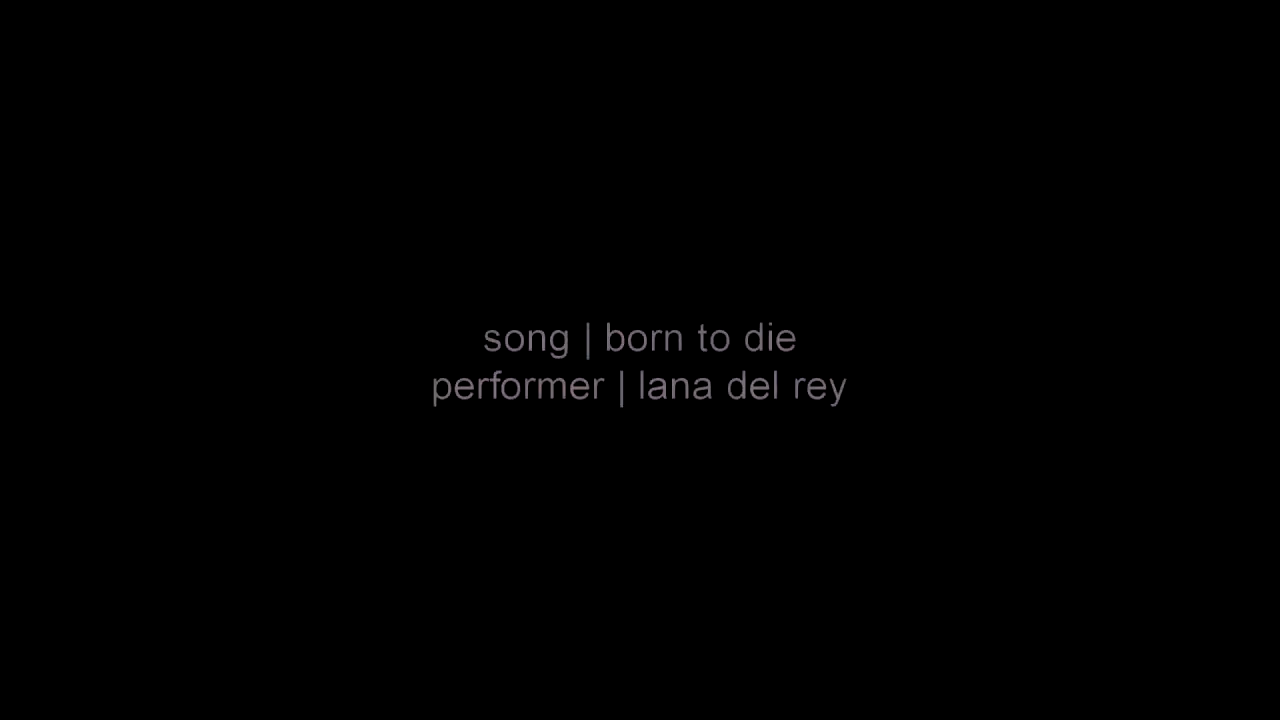 song | born to die
performer | lana del rey